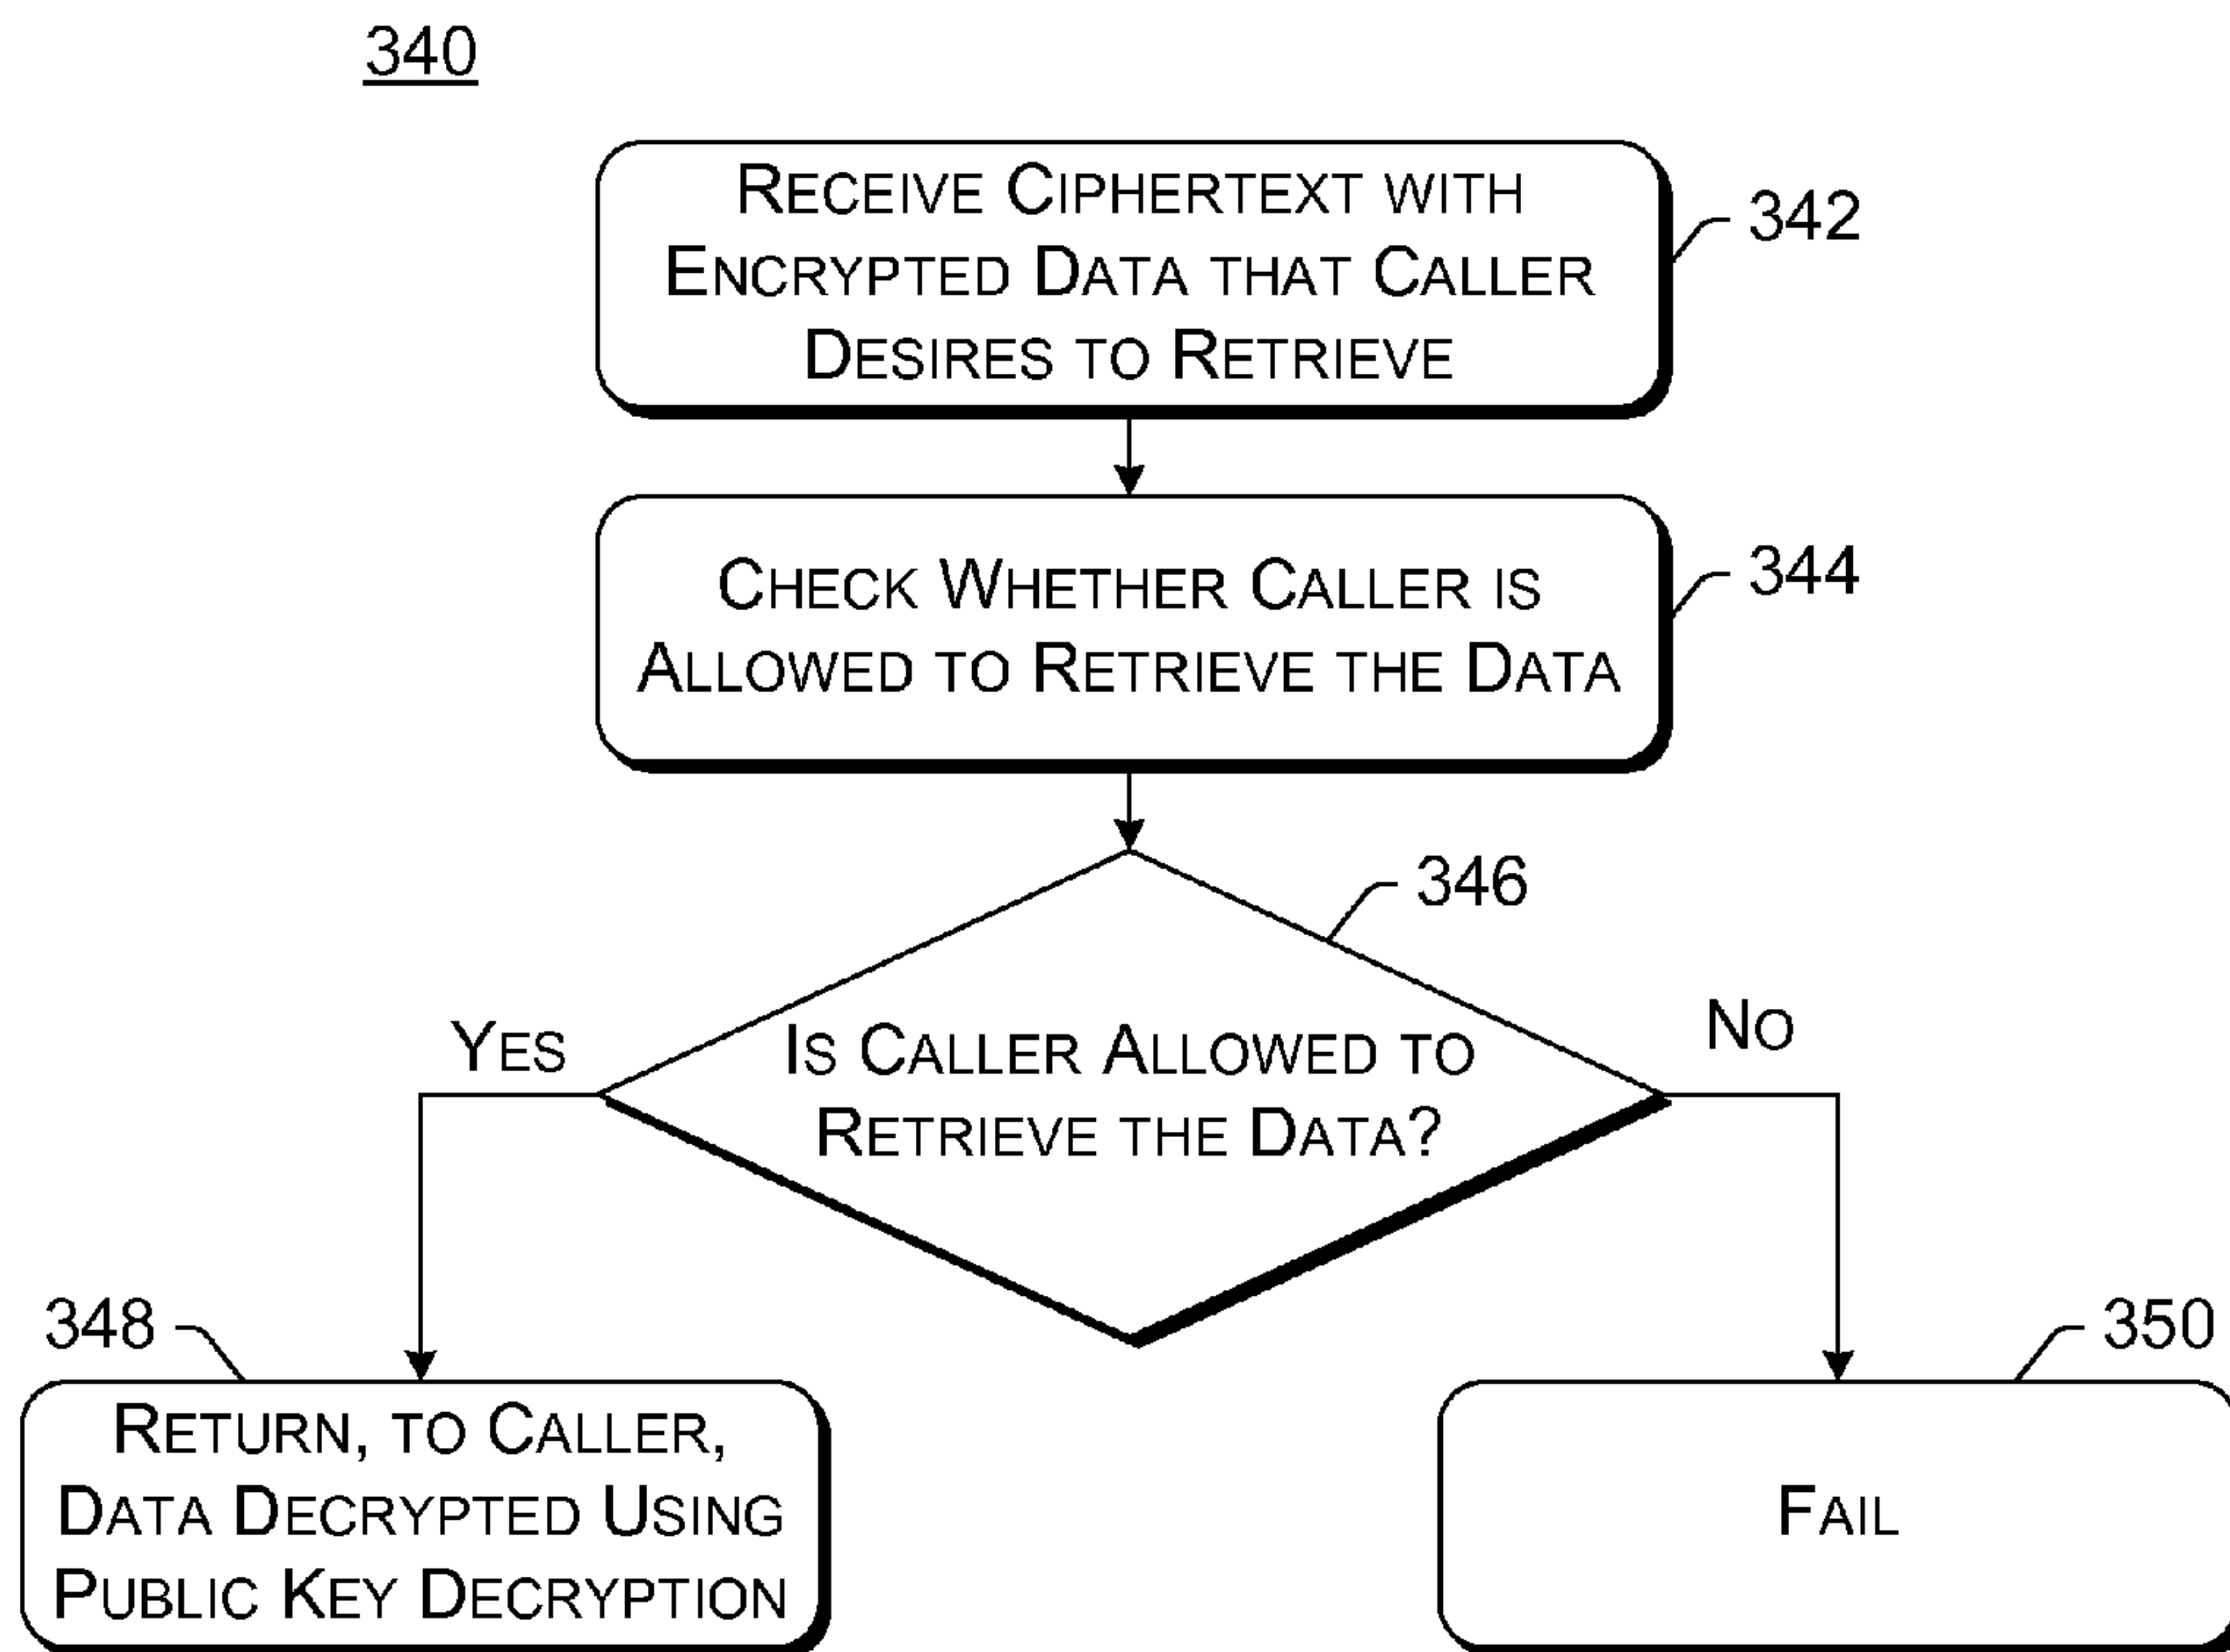 340
RECEIVE CIPHERTEXT WITH
ENCRYPTED DATA THAT CALLER
DESIRES TO RETRIEVE
342
CHECK WHETHER CALLER IS
ALLOWED TO RETRIEVE THE DATA
344
346
IS CALLER ALLOWED TO
RETRIEVE THE DATA?
YES
NO
348
RETURN, TO CALLER,
DATA DECRYPTED USING
PUBLIC KEY DECRYPTION
350
FAIL